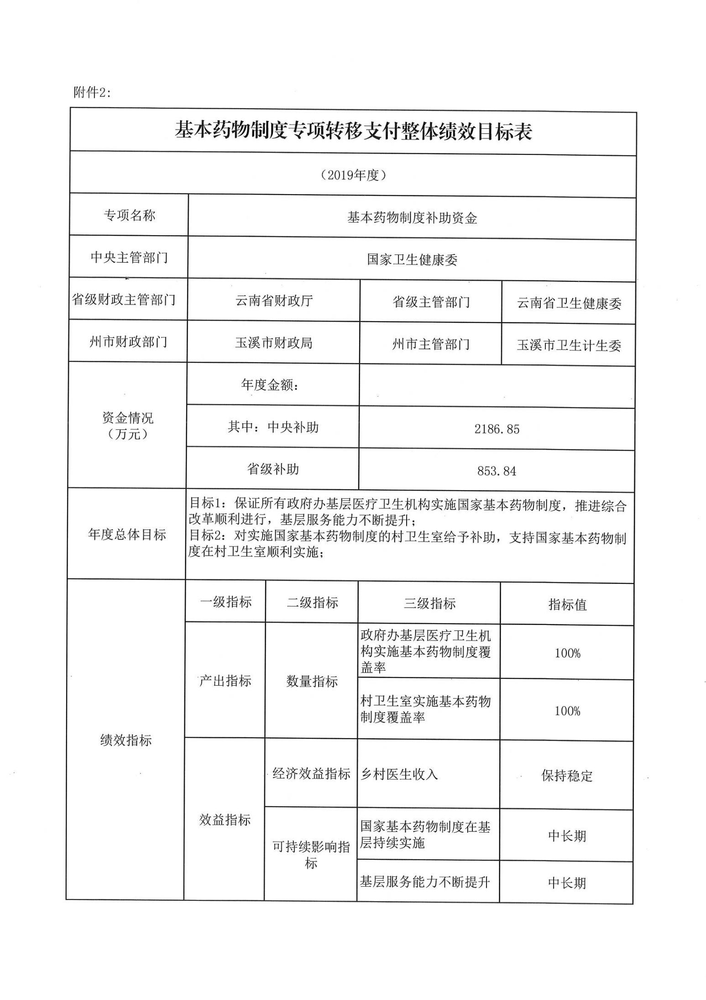 附件2:
基本药物制度专项转移支付整体绩效目标表
（2019年度）
专项名称
基本药物制度补助资金
中央主管部门
国家卫生健康委
省级财政主管部门
云南省财政厅
省级主管部门
云南省卫生健康委
州市财政部门
玉溪市财政局
州市主管部门
玉溪市卫生计生委
资金情况
（万元）
年度金额：
其中：中央补助
2186.85
省级补助
853.84
年度总体目标
目标1：保证所有政府办基层医疗卫生机构实施国家基本药物制度，推进综合
改革顺利进行，基层服务能力不断提升；
目标2：对实施国家基本药物制度的村卫生室给予补助，支持国家基本药物制
度在村卫生室顺利实施；
绩效指标
一级指标
二级指标
三级指标
指标值
产出指标
数量指标
政府办基层医疗卫生机
构实施基本药物制度覆
盖率
100%
村卫生室实施基本药物
制度覆盖率
100%
效益指标
经济效益指标
乡村医生收入
保持稳定
可持续影响指
标
国家基本药物制度在基
层持续实施
中长期
基层服务能力不断提升
中长期